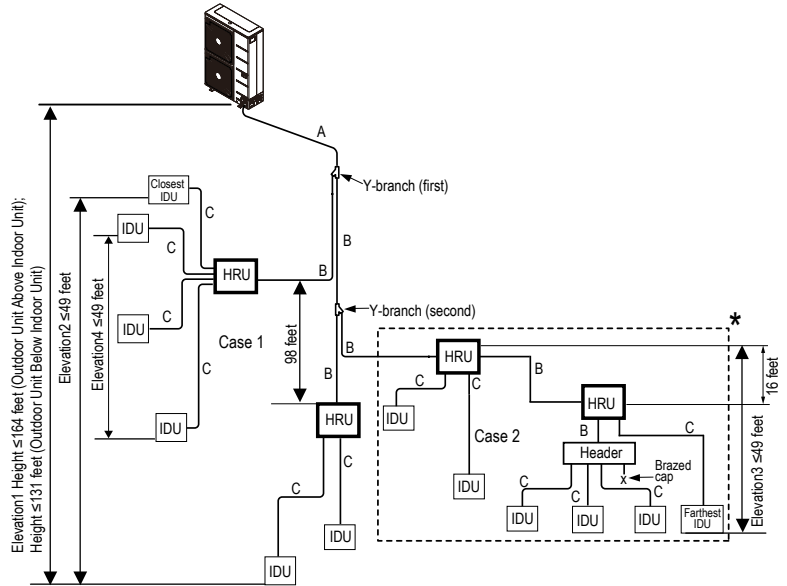 A
Y-branch (first)
Closest
IDU
C
IDU
C
B
HRU
B
IDU
C
C
IDU
Case 1
Y-branch (second)
98 feet
B
B
HRU
C
C
IDU
IDU
*
HRU
B
C
C
IDU
IDU
Case 2
HRU
B
C
Header
Brazed
cap
x
C
C
C
IDU
IDU
IDU
Farthest
IDU
16 feet
Elevation3 ≤49 feet
Elevation4 ≤49 feet
Elevation2 ≤49 feet
Elevation1 Height ≤164 feet (Outdoor Unit Above Indoor Unit);
Height ≤131 feet (Outdoor Unit Below Indoor Unit)